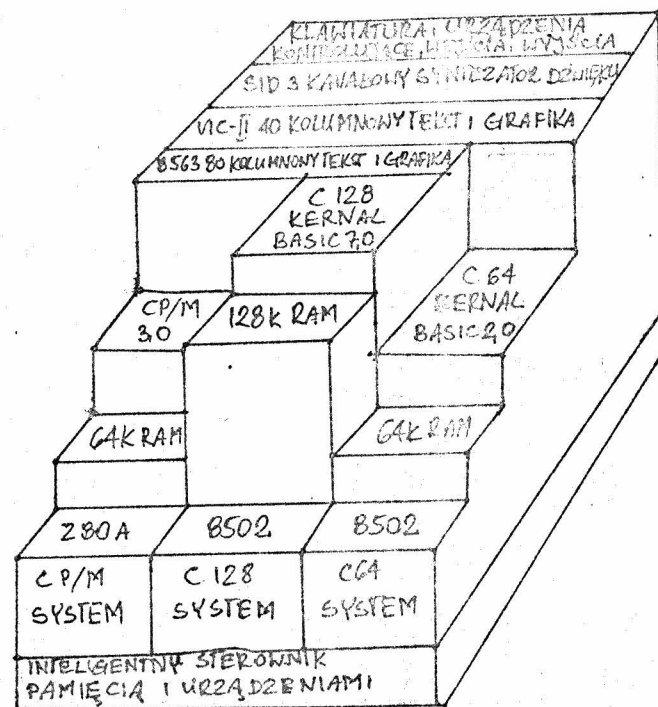 KLAWIATURA I URZĄDZENIA
KONTROLUJĄCE, WEJŚCIA I WYJŚCIA
SID 3 KANAŁOWY SYNTEZATOR DŹWIĘKU
VIC-II 40 KOLUMNOWY TEKST I GRAFIKA
8563 80 KOLUMNOWY TEKST I GRAFIKA
C 128
KERNAL
BASIC 7,0
C 64
KERNAL
BASIC 2,0
CP/M
3,0
128K RAM
64K RAM
64K RAM
Z80A
8502
8502
CP/M
SYSTEM
C 128
SYSTEM
C64
SYSTEM
INTELIGENTNY STEROWNIK
PAMIĘCIĄ I URZĄDZENIAMI